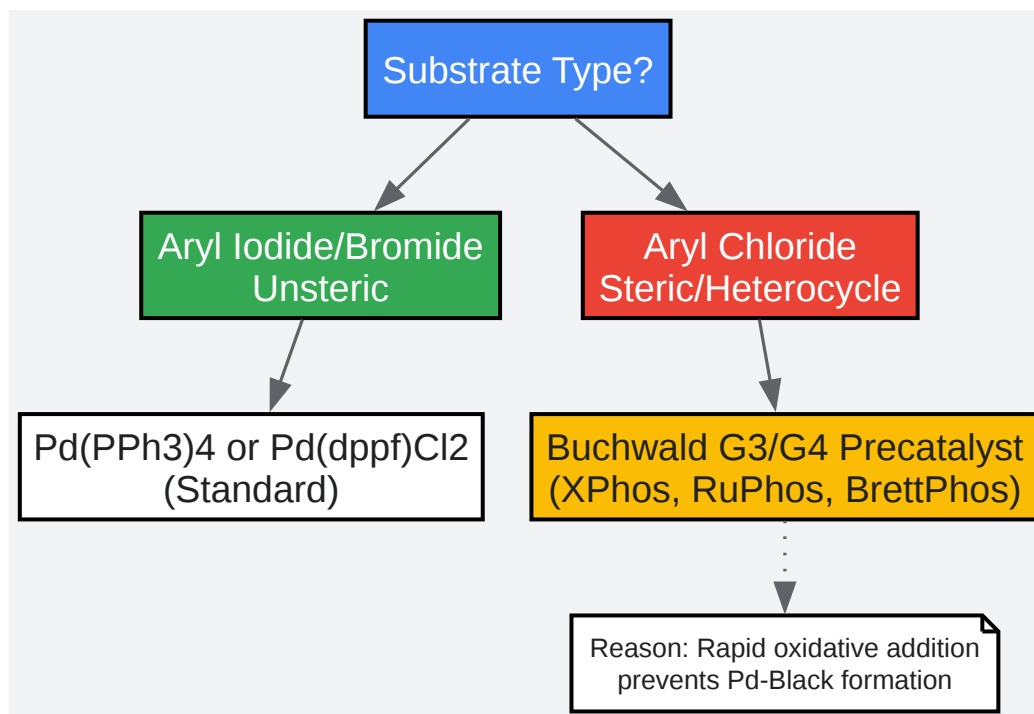 Substrate Type?
Aryl Iodide/Bromide
Unsteric
Aryl Chloride
Steric/Heterocycle
Pd(PPh3)4 or Pd(dppf)Cl2
(Standard)
Buchwald G3/G4 Precatalyst
(XPhos, RuPhos, BrettPhos)
Reason: Rapid oxidative addition
prevents Pd-Black formation